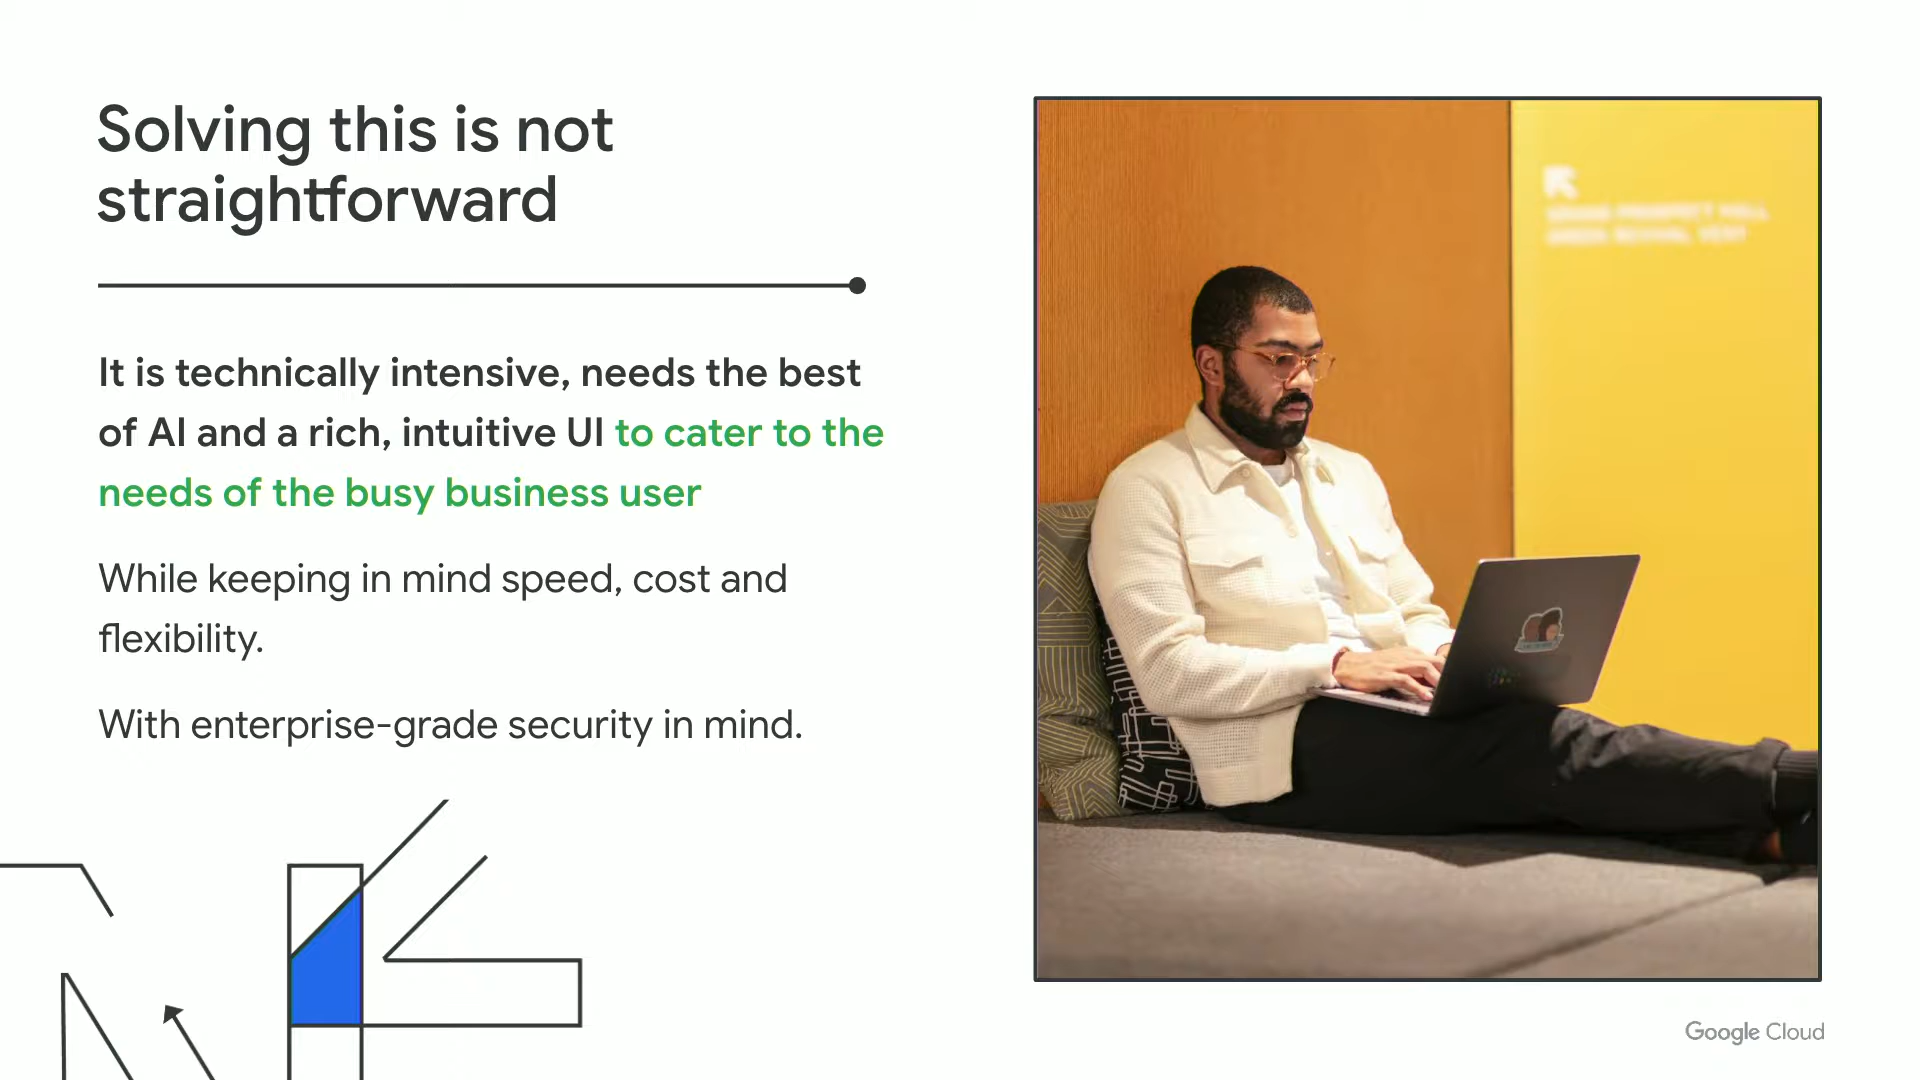 Solving this is not
straightforward
It is technically intensive, needs the best
of AI and a rich, intuitive UI to cater to the
needs of the busy business user
While keeping in mind speed, cost and
flexibility.
With enterprise-grade security in mind.
Google Cloud